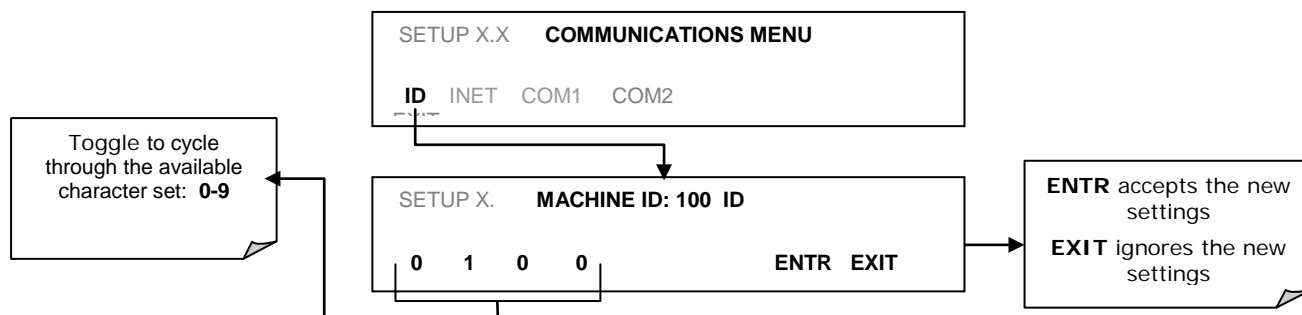 SETUP X.X COMMUNICATIONS MENU
ID INET COM1 COM2
Toggle to cycle
through the available
character set: 0-9
SETUP X. MACHINE ID: 100 ID
0 1 0 0 ENTR EXIT
ENTR accepts the new
settings
EXIT ignores the new
settings